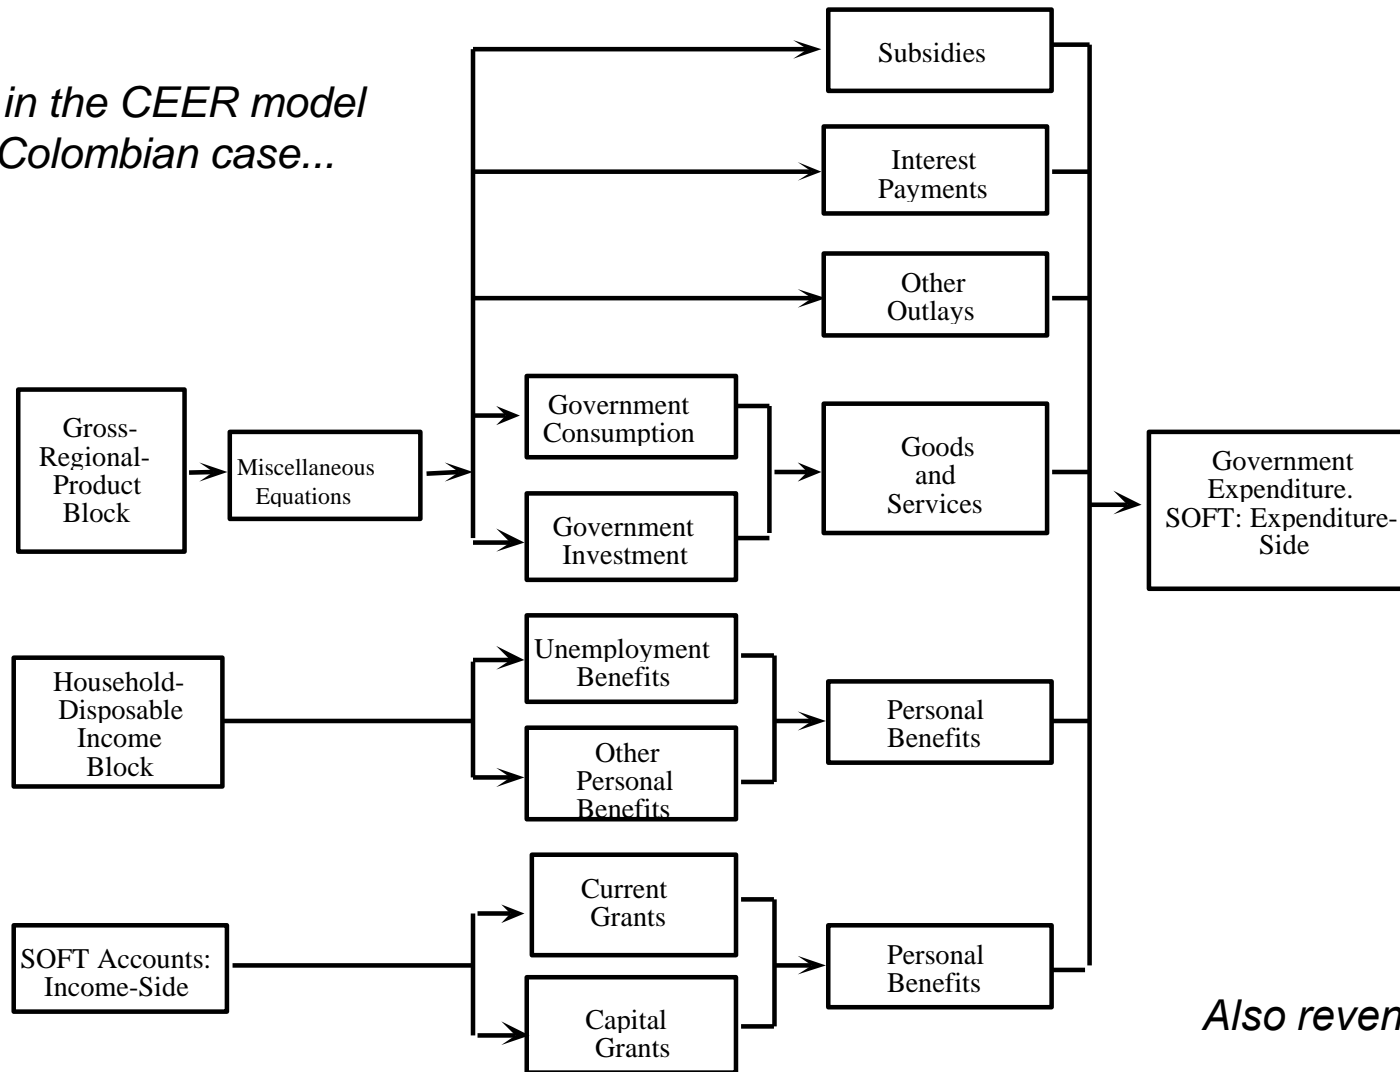 in the CEER model
Colombian case...
Subsidies
Interest
Payments
Other
Outlays
Gross-
Regional-
Product
Block
Miscellaneous
Equations
Government
Consumption
Government
Investment
Goods
and
Services
Government
Expenditure.
SOFT: Expenditure-
Side
Household-
Disposable
Income
Block
Unemployment
Benefits
Other
Personal
Benefits
Personal
Benefits
SOFT Accounts:
Income-Side
Current
Grants
Capital
Grants
Personal
Benefits
Also reven